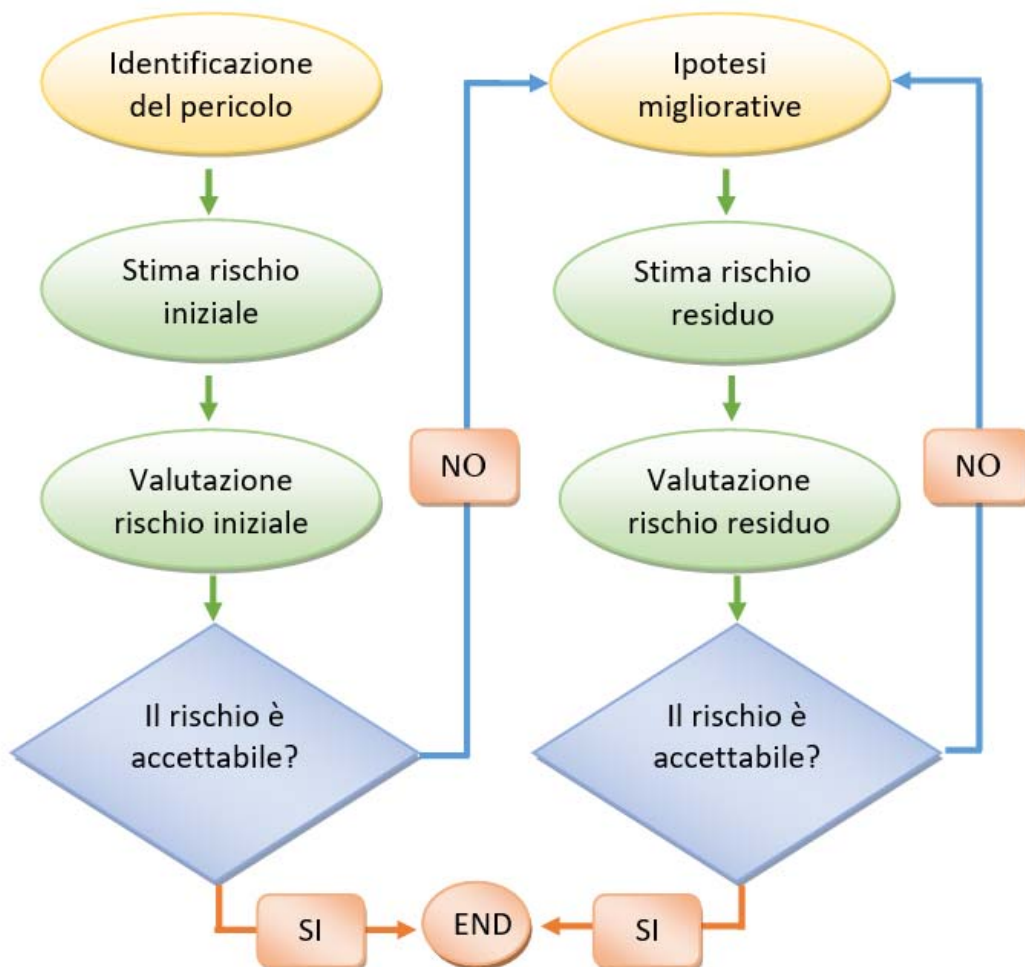 Identificazione
del pericolo
Stima rischio
iniziale
Valutazione
rischio iniziale
Il rischio è
accettabile?
NO
SI
Ipotesi
migliorative
Stima rischio
residuo
Valutazione
rischio residuo
Il rischio è
accettabile?
NO
SI
END